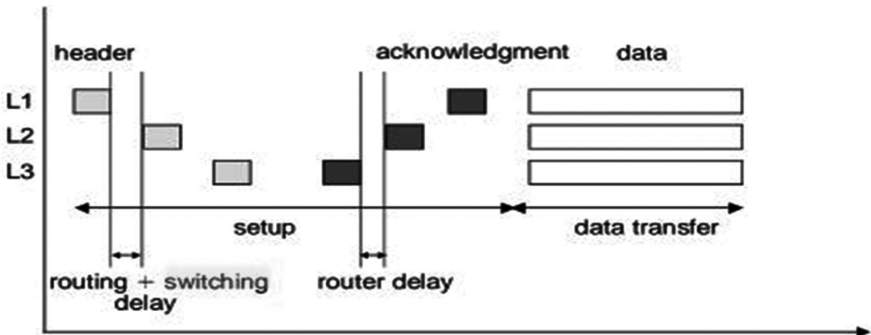 header
acknowledgment
data
L1
L2
L3
setup
data transfer
routing + switching
delay
router delay